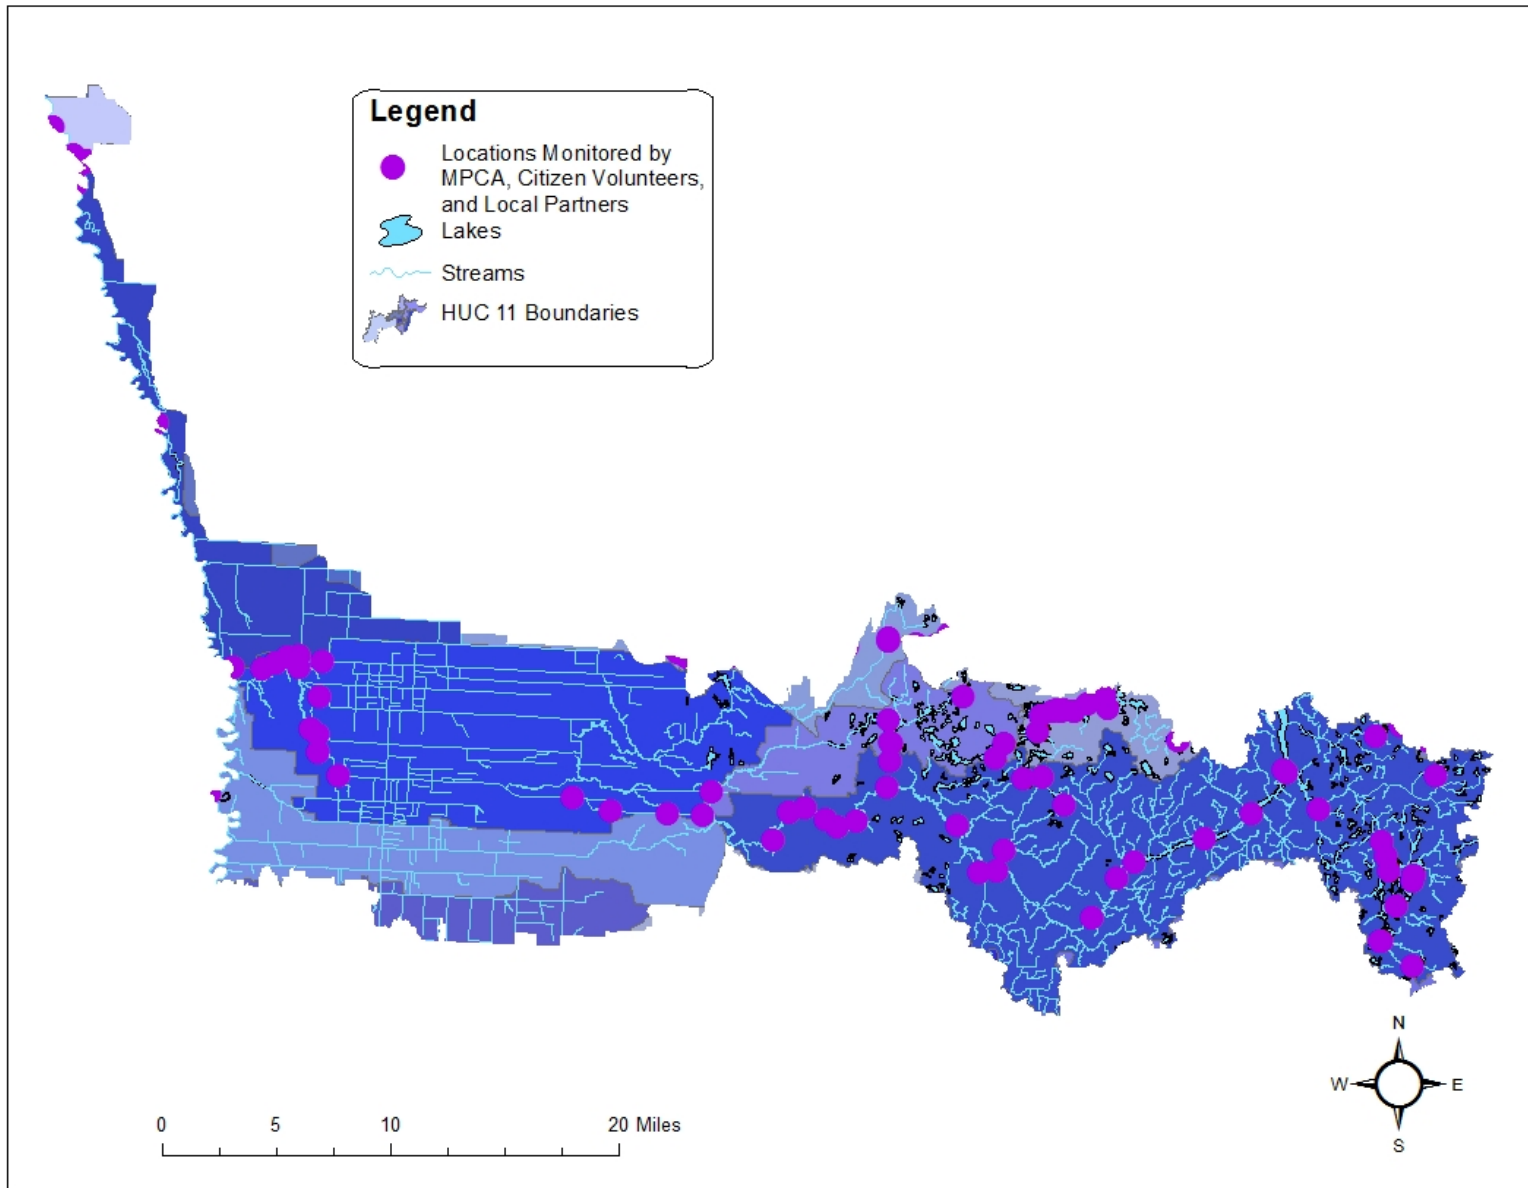 Legend
Locations Monitored by
MPCA, Citizen Volunteers,
and Local Partners
Lakes
Streams
HUC 11 Boundaries
N
W E
S
0 5 10 20 Miles